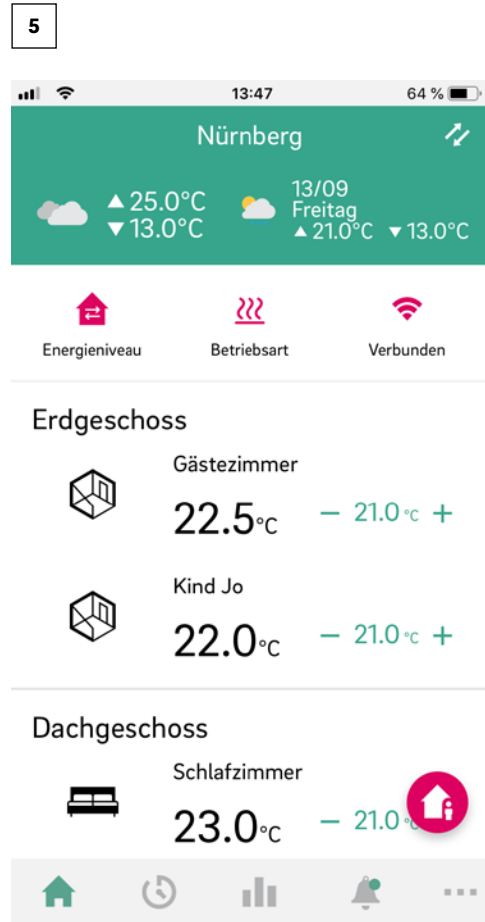 5
13:47
64 %
Nürnberg
▲ 25.0°C
▼ 13.0°C
13/09
Freitag
▲ 21.0°C ▼ 13.0°C
Energieniveau
Betriebsart
Verbunden
Erdgeschoss
Gästezimmer
22.5°C − 21.0 °C +
Kind Jo
22.0°C − 21.0 °C +
Dachgeschoss
Schlafzimmer
23.0°C − 21.0